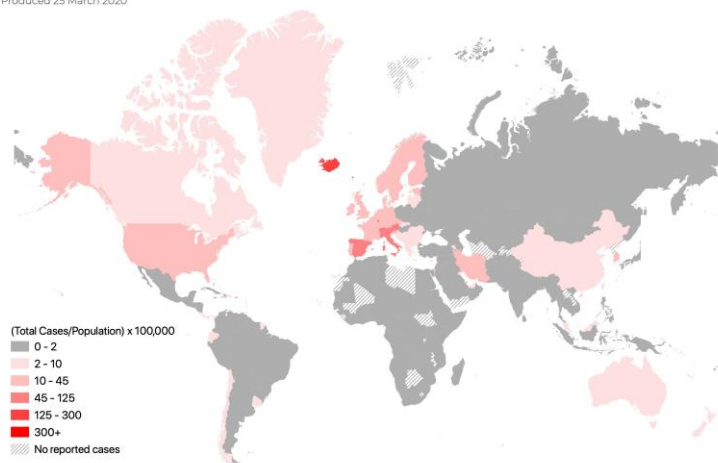 Produced 25 March 2020
(Total Cases/Population) x 100,000
0 - 2
2 - 10
10 - 45
45 - 125
125 - 300
300+
No reported cases